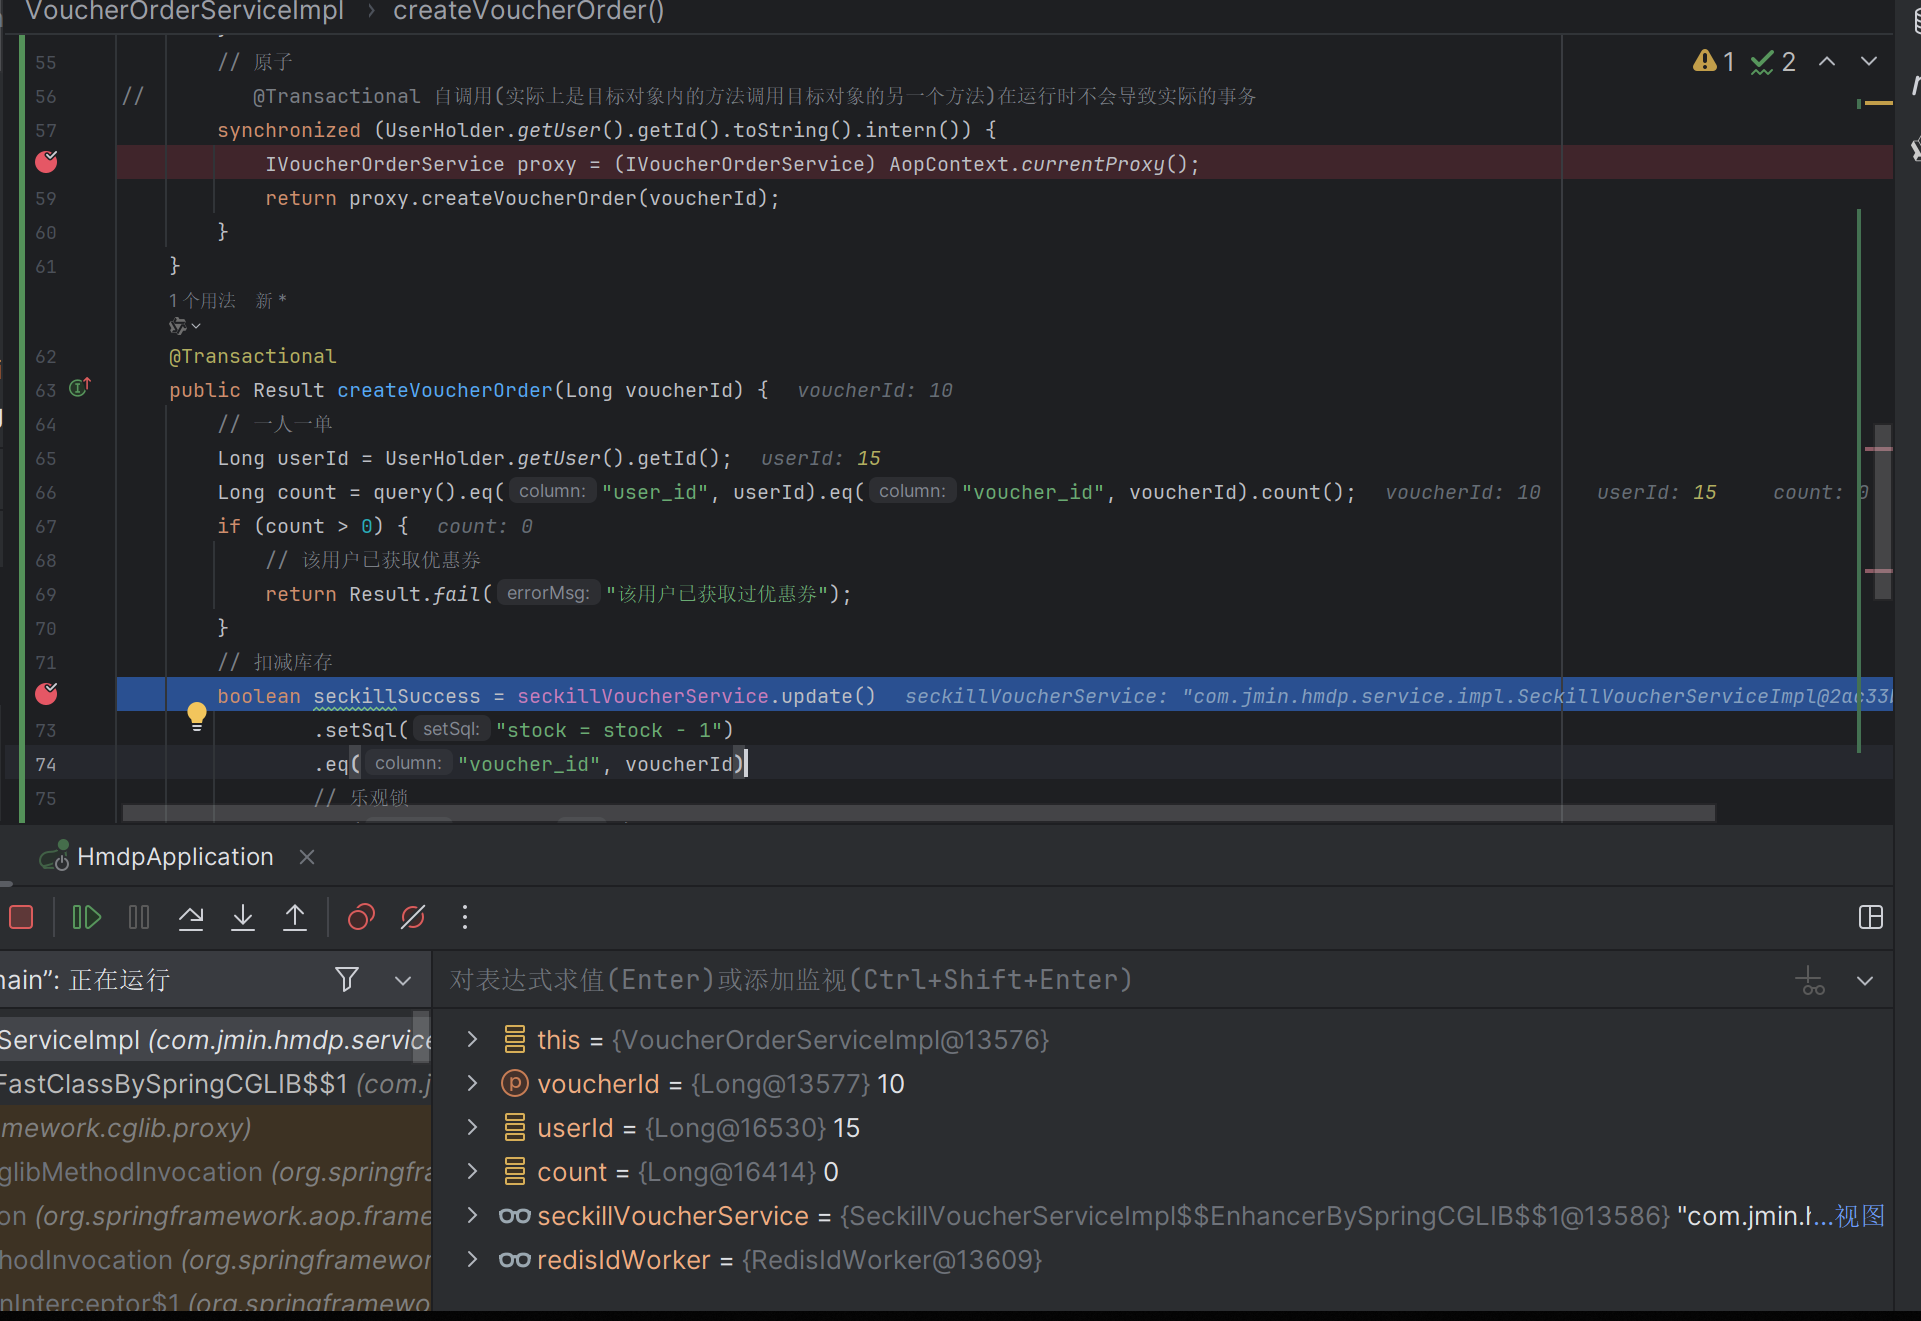 VoucherOrderServiceImpl › createVoucherOrder()
55 // 原子
1 2
56 // @Transactional 自调用(实际上是目标对象内的方法调用目标对象的另一个方法)在运行时不会导致实际的事务
57 synchronized (UserHolder.getUser().getId().toString().intern()) {
IVoucherOrderService proxy = (IVoucherOrderService) AopContext.currentProxy();
59 return proxy.createVoucherOrder(voucherId);
60 }
61 }
1 个用法 新 *
62 @Transactional
63 public Result createVoucherOrder(Long voucherId) { voucherId: 10
64 // 一人一单
65 Long userId = UserHolder.getUser().getId(); userId: 15
66 Long count = query().eq( column: "user_id", userId).eq( column: "voucher_id", voucherId).count(); voucherId: 10 userId: 15 count: 0
67 if (count > 0) { count: 0
68 // 该用户已获取优惠券
69 return Result.fail( errorMsg: "该用户已获取过优惠券");
70 }
71 // 扣减库存
boolean seckillSuccess = seckillVoucherService.update() seckillVoucherService: "com.jmin.hmdp.service.impl.SeckillVoucherServiceImpl@2ac33
73 .setSql( setSql: "stock = stock - 1")
74 .eq( column: "voucher_id", voucherId)
75 // 乐观锁
HmdpApplication
main”: 正在运行
对表达式求值(Enter)或添加监视(Ctrl+Shift+Enter)
ServiceImpl (com.jmin.hmdp.service
FastClassBySpringCGLIB$$1 (com.j
mework.cglib.proxy)
glibMethodInvocation (org.springfra
on (org.springframework.aop.frame
hodInvocation (org.springframewor
nInterceptor$1 (org.springframewo
this = {VoucherOrderServiceImpl@13576}
p voucherId = {Long@13577} 10
userId = {Long@16530} 15
count = {Long@16414} 0
seckillVoucherService = {SeckillVoucherServiceImpl$$EnhancerBySpringCGLIB$$1@13586} "com.jmin.h...视图
redisIdWorker = {RedisIdWorker@13609}